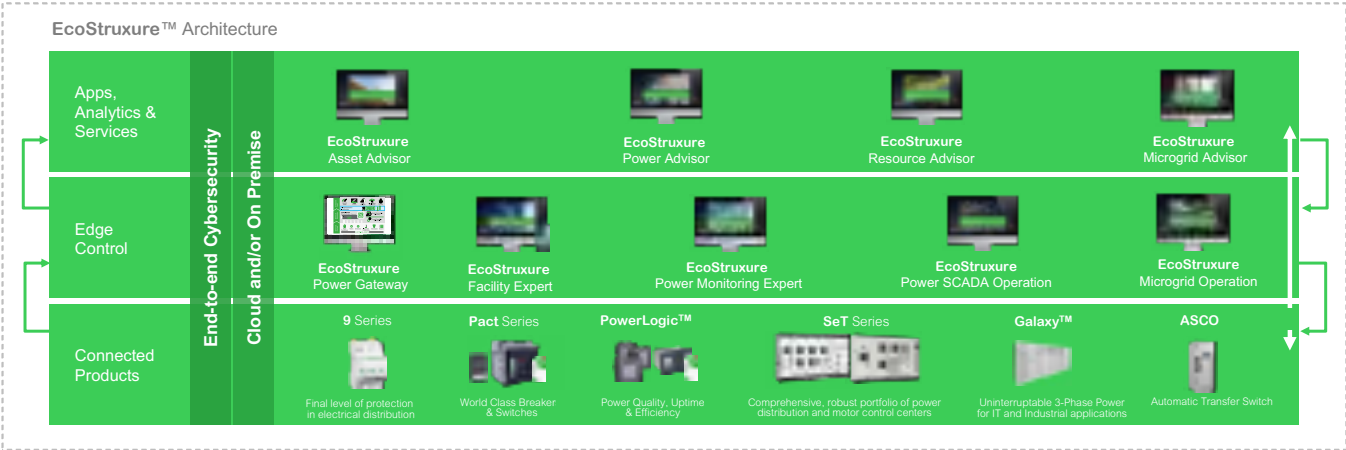 EcoStruxure™ Architecture
Apps,
Analytics &
Services
End-to-end Cybersecurity
Cloud and/or On Premise
EcoStruxure
Asset Advisor
EcoStruxure
Power Advisor
EcoStruxure
Resource Advisor
EcoStruxure
Microgrid Advisor
Edge
Control
EcoStruxure
Power Gateway
EcoStruxure
Facility Expert
EcoStruxure
Power Monitoring Expert
EcoStruxure
Power SCADA Operation
EcoStruxure
Microgrid Operation
Connected
Products
9 Series
Final level of protection
in electrical distribution
Pact Series
World Class Breaker
& Switches
PowerLogic™
Power Quality, Uptime
& Efficiency
SeT Series
Comprehensive, robust portfolio of power
distribution and motor control centers
Galaxy™
Uninterruptable 3-Phase Power
for IT and Industrial applications
ASCO
Automatic Transfer Switch